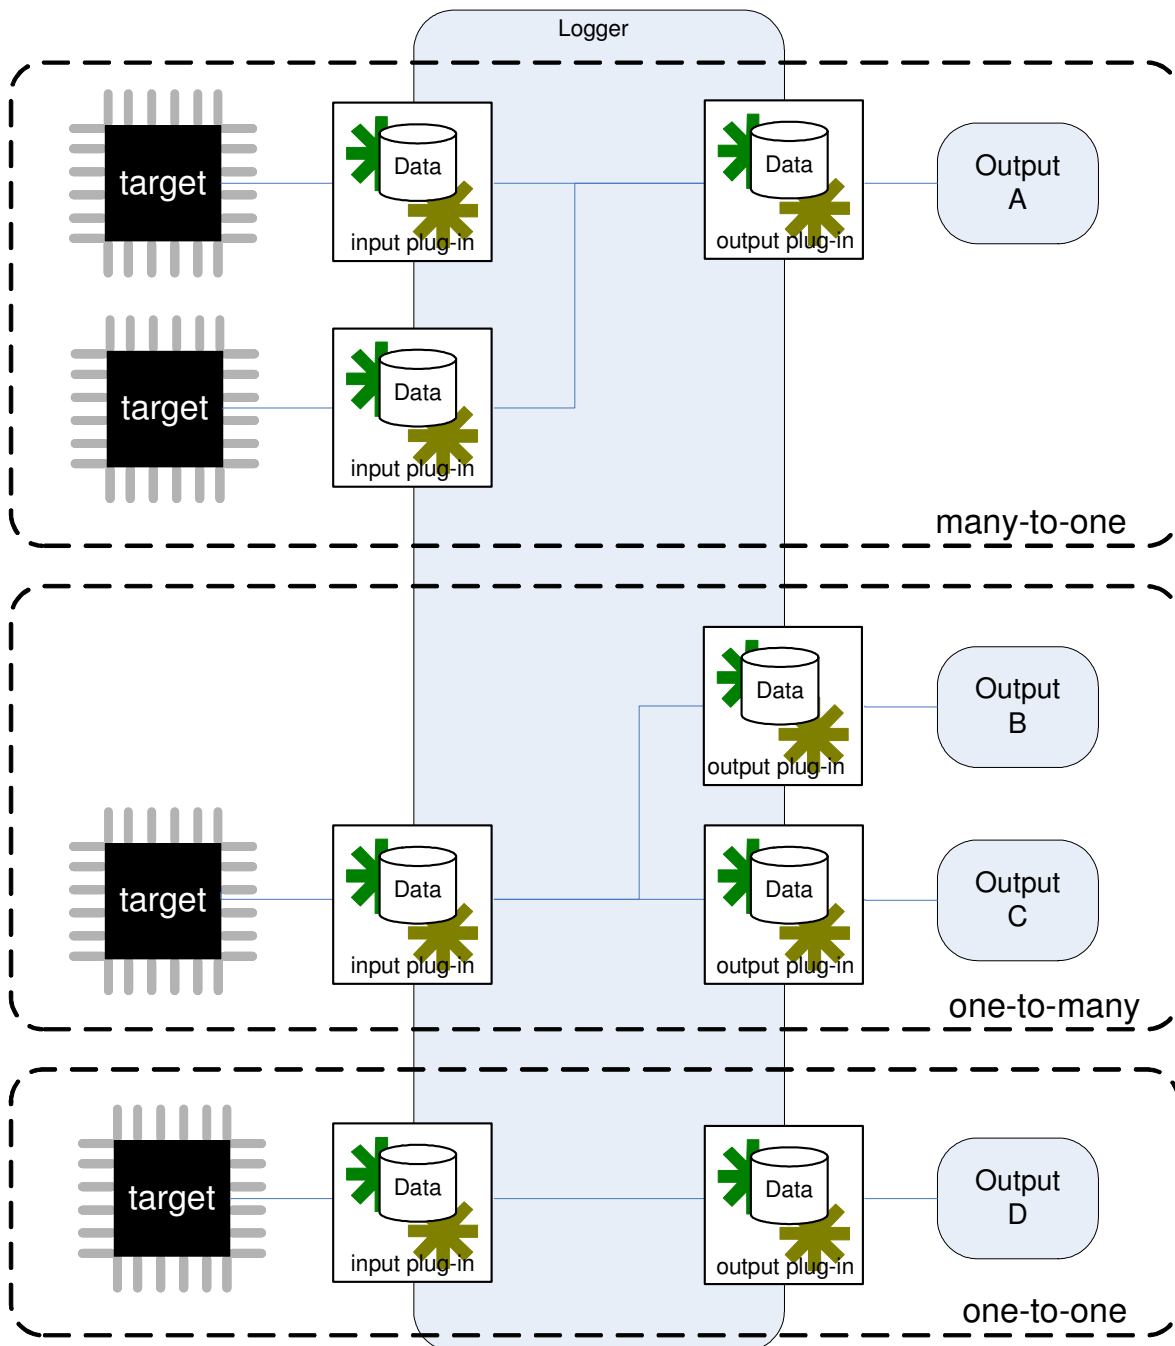 Logger
target
Data
input plug-in
Data
output plug-in
Output
A
target
Data
input plug-in
many-to-one
Data
output plug-in
Output
B
target
Data
input plug-in
Data
output plug-in
Output
C
one-to-many
target
Data
input plug-in
Data
output plug-in
Output
D
one-to-one